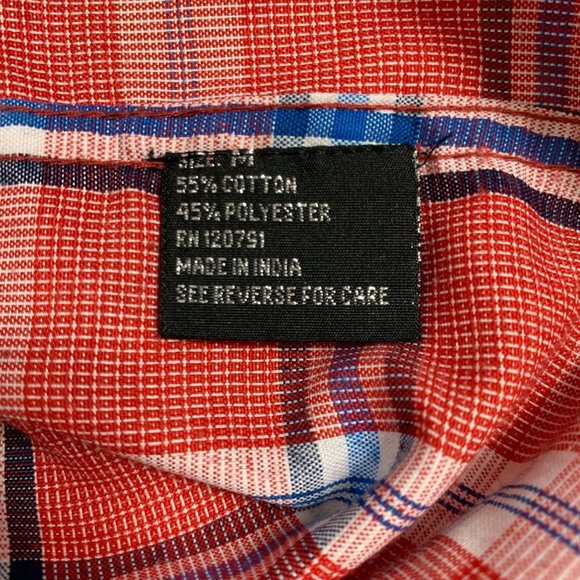 SIZE: M
55% COTTON
45% POLYESTER
RN 120791
MADE IN INDIA
SEE REVERSE FOR CARE